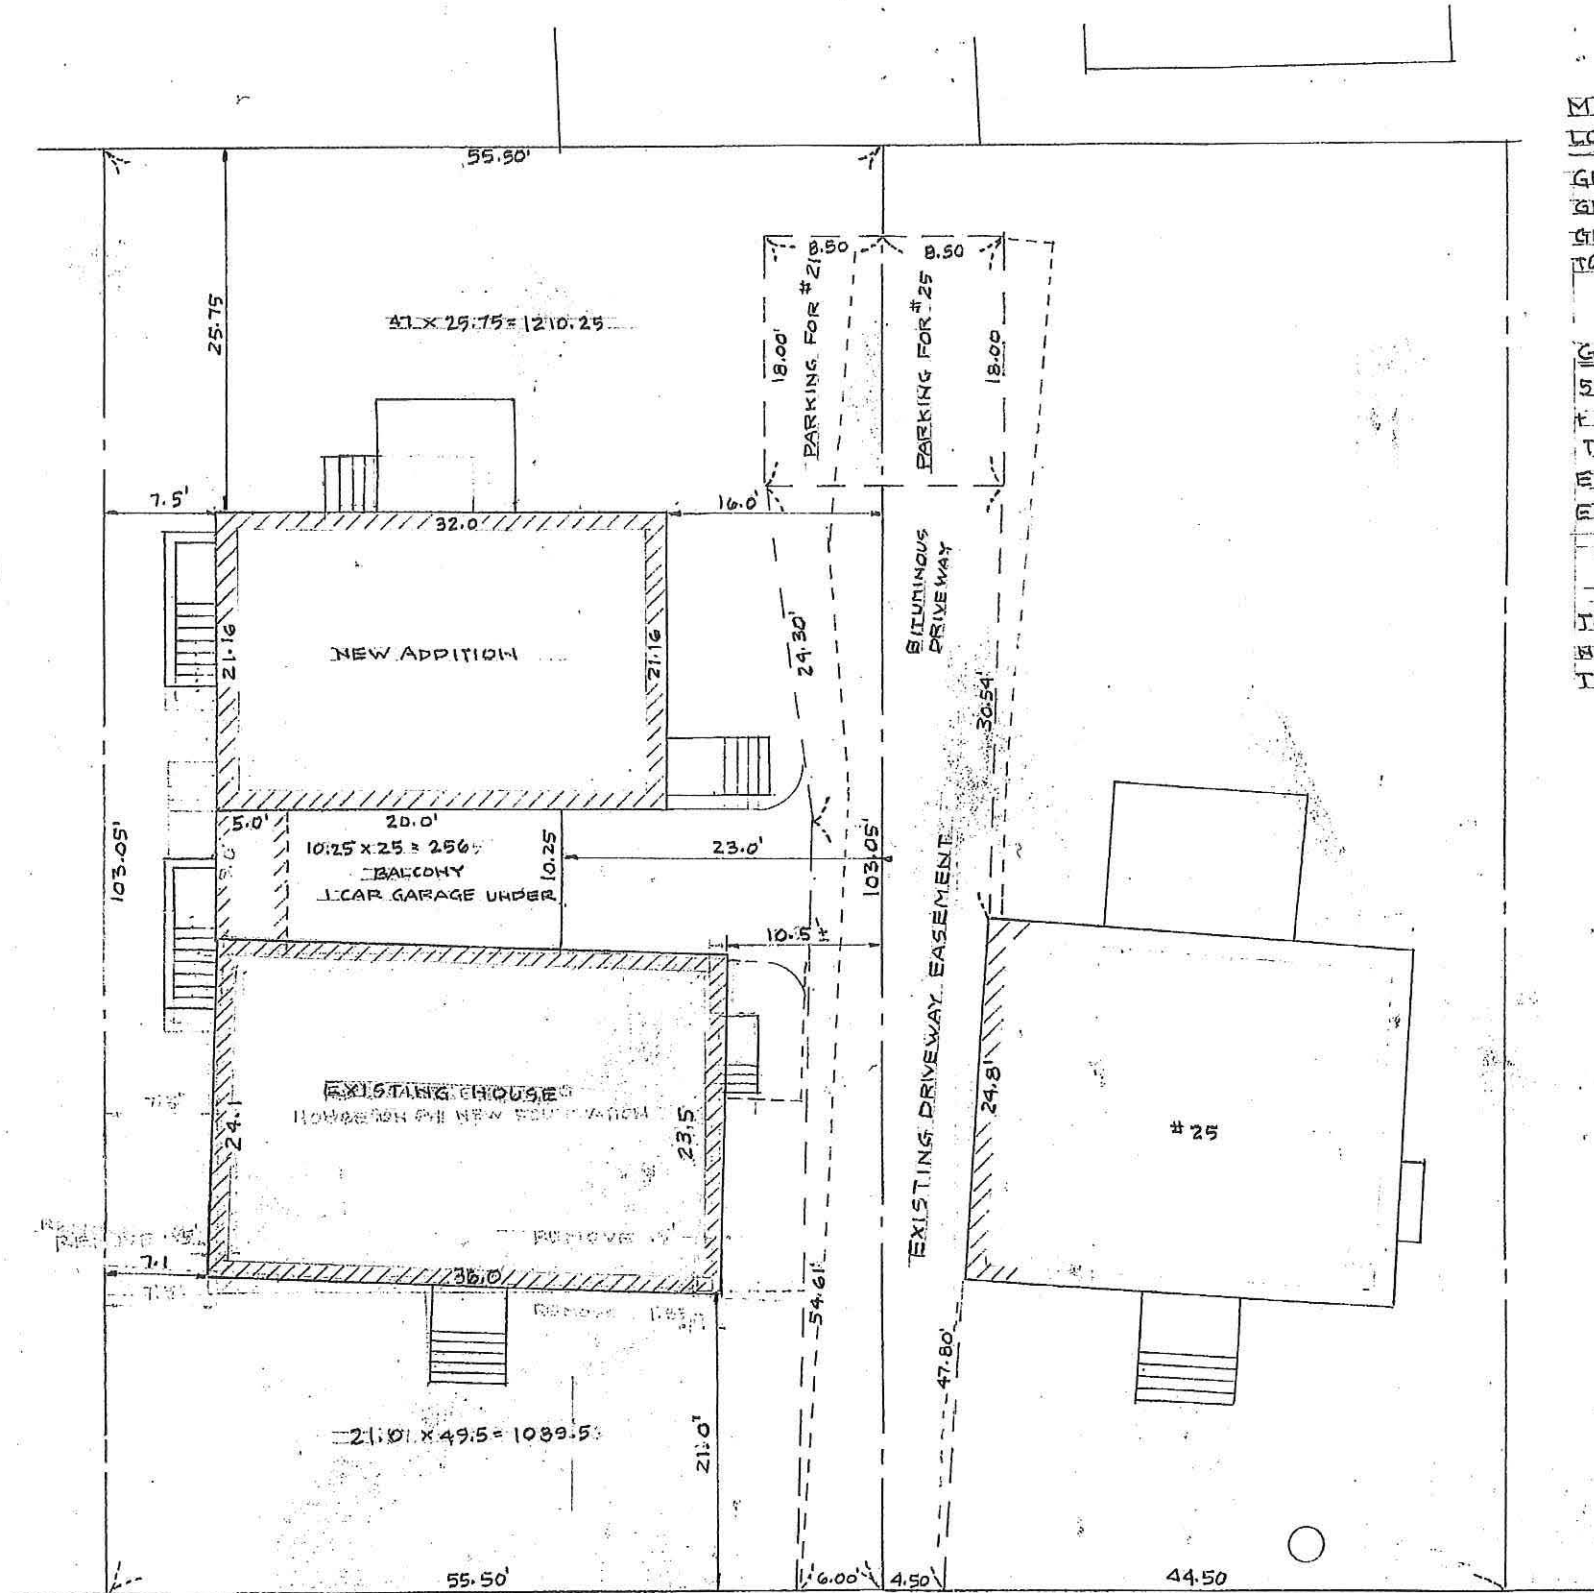 55.50'
8.50
8.50
25.75
47 x 25.75 = 1210.25
18.00'
PARKING FOR #21
PARKING FOR #25
18.00
7.5'
16.0'
32.0'
BITUMINOUS
DRIVEWAY
21.16
NEW ADDITION
21.16
29.30'
30.54'
5.0'
20.0'
10.25 x 25 = 256
BALCONY
1 CAR GARAGE UNDER
10.25
23.0'
103.05'
103.05'
10.5'
EXISTING DRIVEWAY EASEMENT
EXISTING HOUSE
24.1
23.5
24.8'
#25
REMOVE
7.1
36.0'
REMOVE
54.61'
47.80'
21.01 x 49.5 = 1039.5
21.0'
55.50'
6.00'
4.50'
44.50